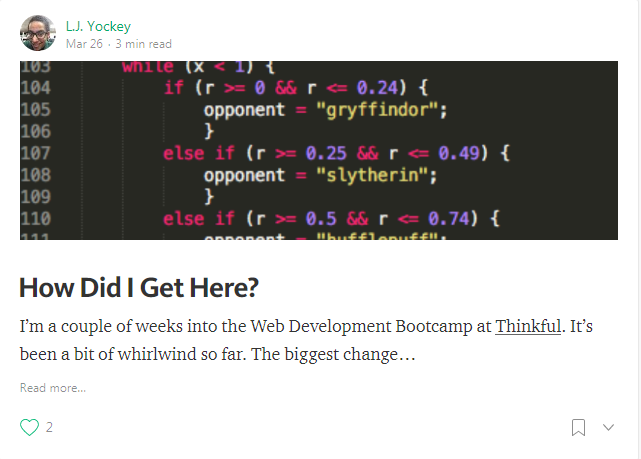 L.J. Yockey
Mar 26 · 3 min read
103 while (x < 1) {
104 if (r >= 0 && r <= 0.24) {
105 opponent = "gryffindor";
106 }
107 else if (r >= 0.25 && r <= 0.49) {
108 opponent = "slytherin";
109 }
110 else if (r >= 0.5 && r <= 0.74) {
111 opponent = "hufflepuff";
How Did I Get Here?
I’m a couple of weeks into the Web Development Bootcamp at Thinkful. It’s
been a bit of whirlwind so far. The biggest change…
Read more…
2